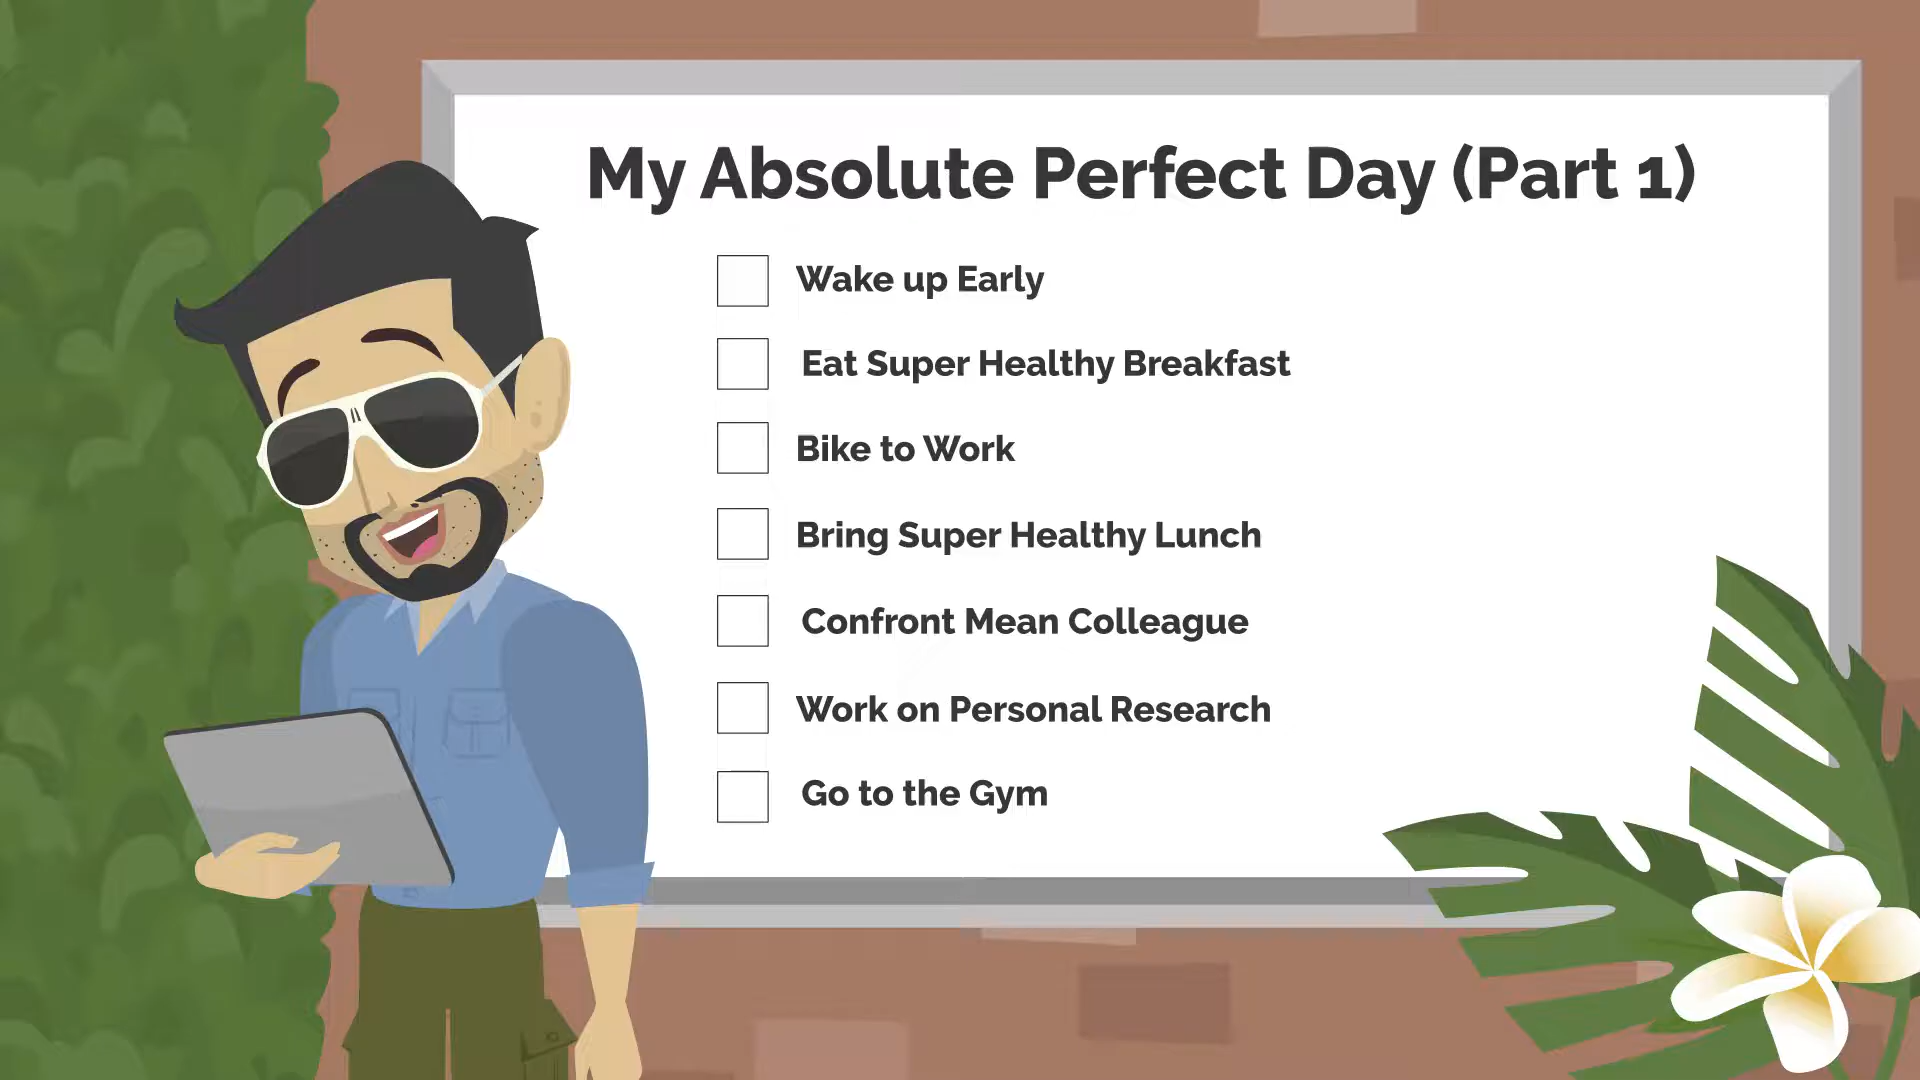 My Absolute Perfect Day (Part 1)
Wake up Early
Eat Super Healthy Breakfast
Bike to Work
Bring Super Healthy Lunch
Confront Mean Colleague
Work on Personal Research
Go to the Gym